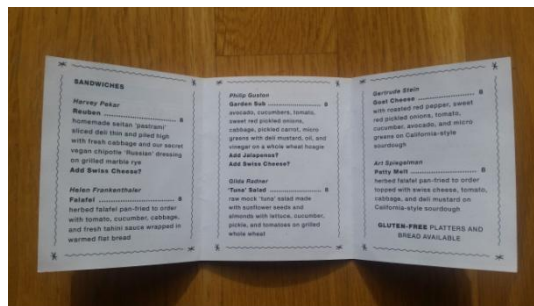 SANDWICHES
Harvey Pekar
Reuben ........................ 8
homemade seitan 'pastrami'
sliced deli thin and piled high
with fresh cabbage and our secret
vegan chipotle 'Russian' dressing
on grilled marble rye
Add Swiss Cheese?
Helen Frankenthaler
Falafel ........................ 8
herbed falafel pan-fried to order
with tomato, cucumber, cabbage,
and fresh tahini sauce wrapped in
warmed flat bread
Philip Guston
Garden Sub ........................ 8
avocado, cucumbers, tomato,
sweet red pickled onions,
cabbage, pickled carrot, micro
greens with deli mustard, oil, and
vinegar on a whole wheat hoagie
Add Jalapenos?
Add Swiss Cheese?
Gilda Radner
'Tuna' Salad ........................ 8
raw mock 'tuna' salad made
with sunflower seeds and
almonds with lettuce, cucumber,
pickle, and tomatoes on grilled
whole wheat
Gertrude Stein
Goat Cheese ........................ 8
with roasted red pepper, sweet
red pickled onions, tomato,
cucumber, avocado, and micro
greens on California-style
sourdough
Art Spiegelman
Patty Melt ........................ 8
herbed falafel pan-fried to order
topped with swiss cheese, tomato,
cabbage, and deli mustard on
California-style sourdough
GLUTEN-FREE PLATTERS AND
BREAD AVAILABLE